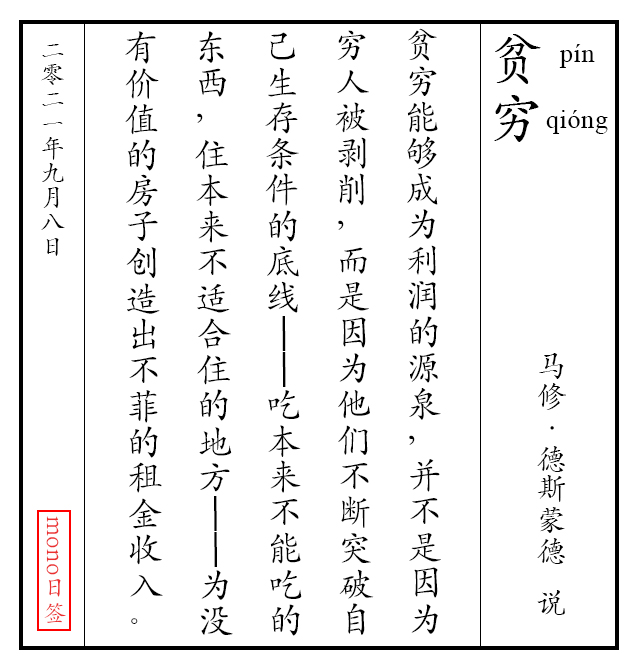 贫穷
pín
qióng
马修·德斯蒙德 说
贫穷能够成为利润的源泉，并不是因为
穷人被剥削，而是因为他们不断突破自
己生存条件的底线——吃本来不能吃的
东西，住本来不适合住的地方——为没
有价值的房子创造出不菲的租金收入。
二零二一年九月八日
mono日签